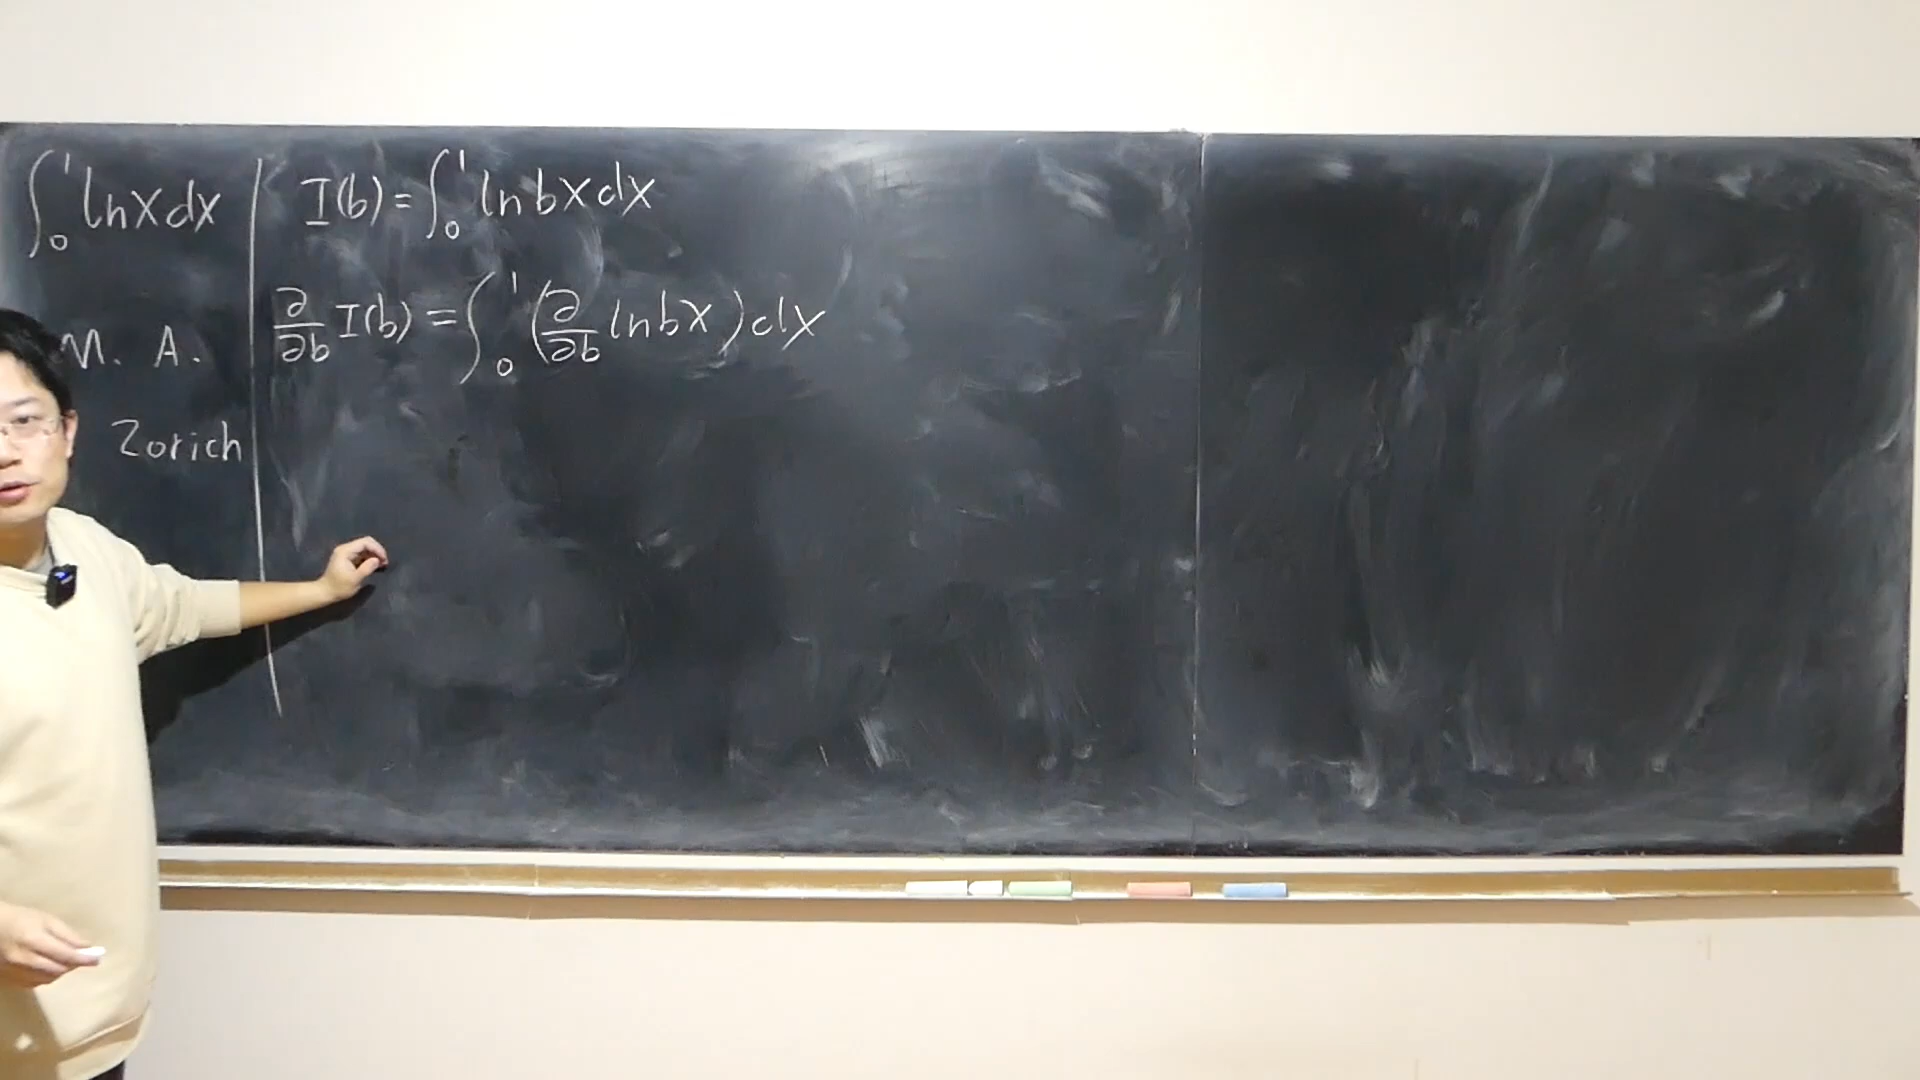 ∫₀¹ ln x dx
M. A.
Zorich
I(b) = ∫₀¹ ln bx dx
∂/∂b I(b) = ∫₀¹ (∂/∂b ln bx) dx